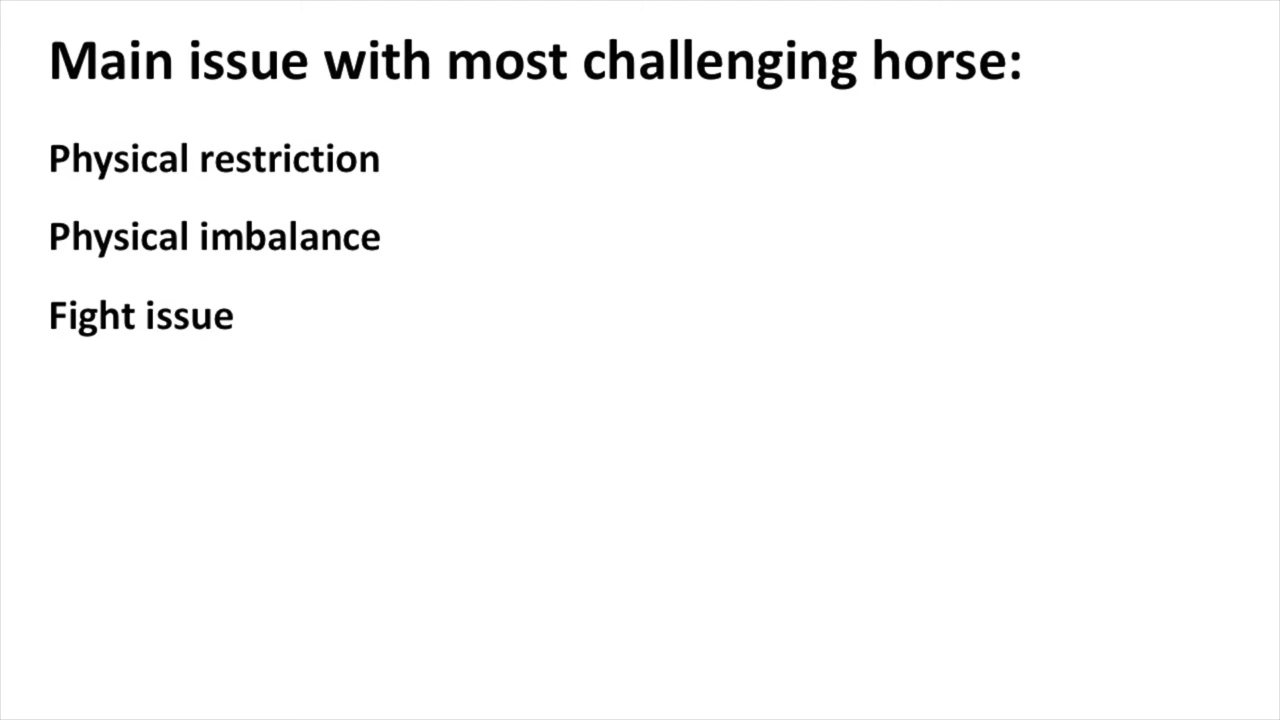 Main issue with most challenging horse:
Physical restriction
Physical imbalance
Fight issue